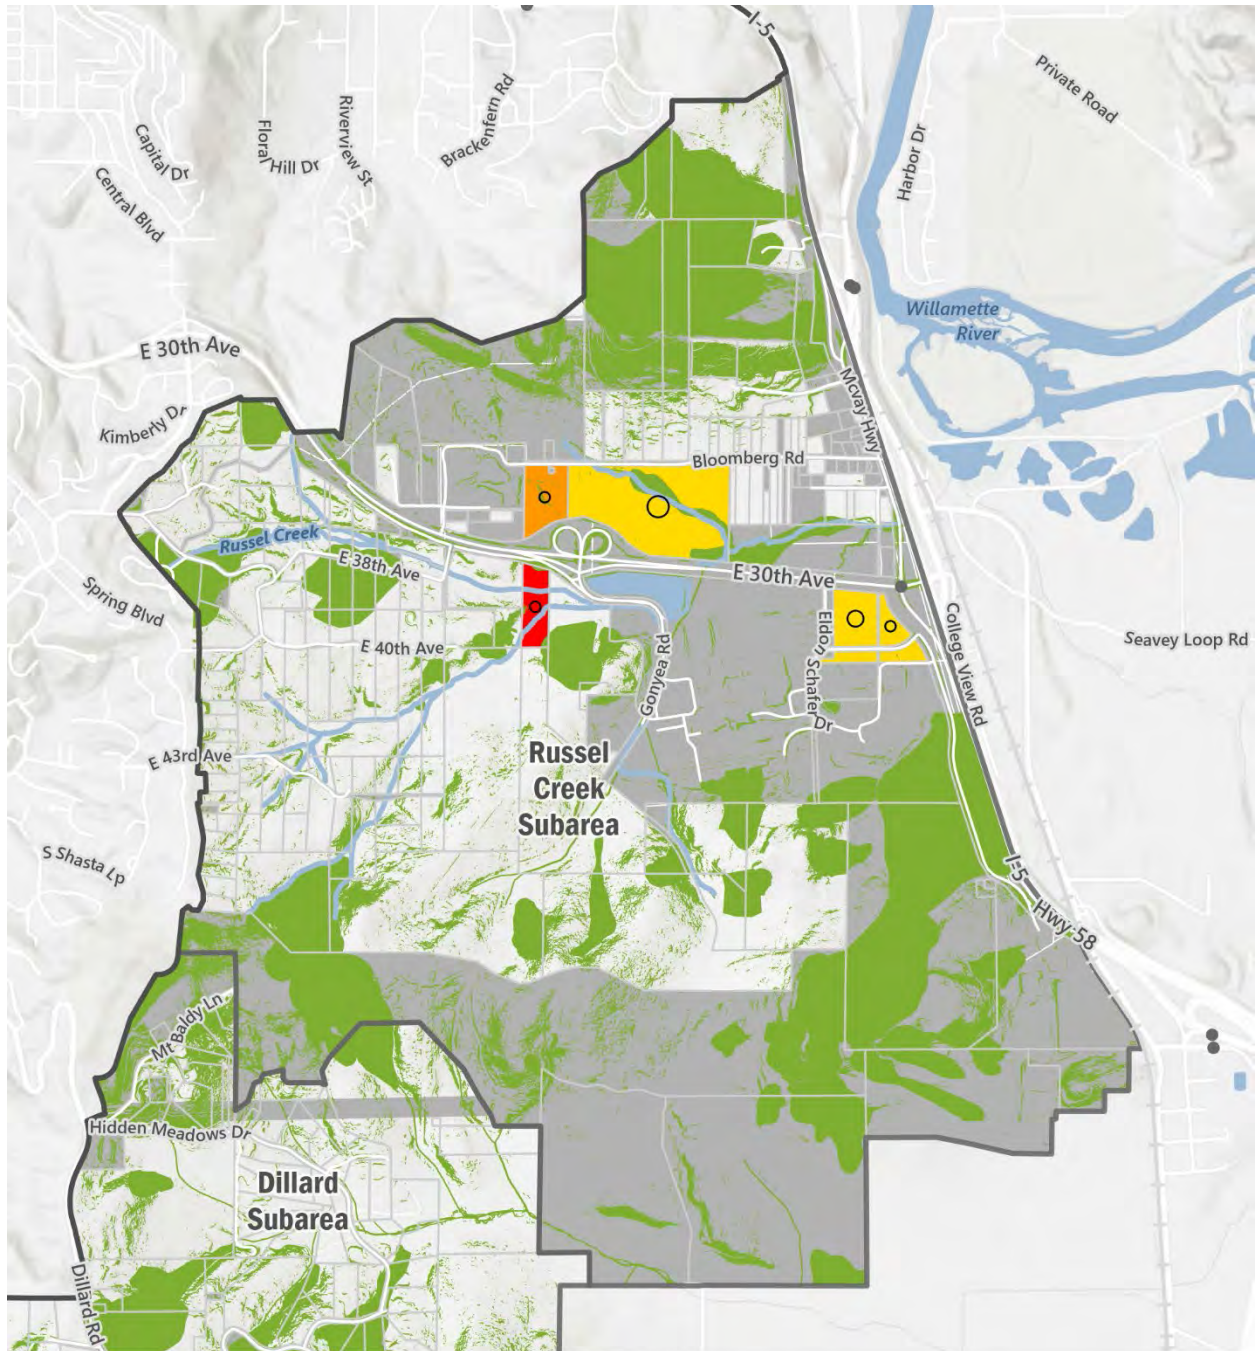 I-5
Private Road
Capital Dr
Floral
Hill Dr
Riverview St
Brackenfern Rd
Harbor Dr
Central Blvd
Willamette
River
E 30th Ave
Kimberly Dr
Mcvay Hwy
Bloomberg Rd
Russel Creek
E 38th Ave
E 30th Ave
Spring Blvd
E 40th Ave
Gonyea Rd
Eldon Schafer Dr
College View Rd
Seavey Loop Rd
E 43rd Ave
Russel
Creek
Subarea
S Shasta Lp
I-5
Hwy 58
Mt Baldy Ln
Hidden Meadows Dr
Dillard
Subarea
Dillard Rd